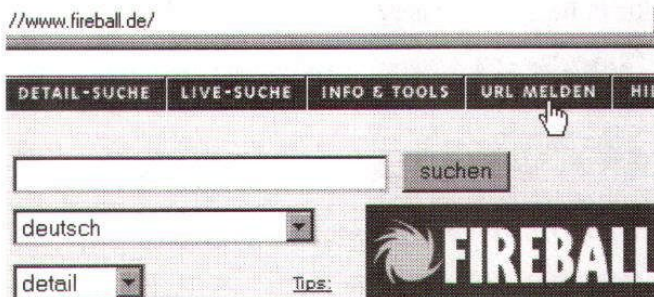 //www.fireball.de/
DETAIL-SUCHE LIVE-SUCHE INFO & TOOLS URL MELDEN
suchen
deutsch
FIREBALL
detail
Tips: